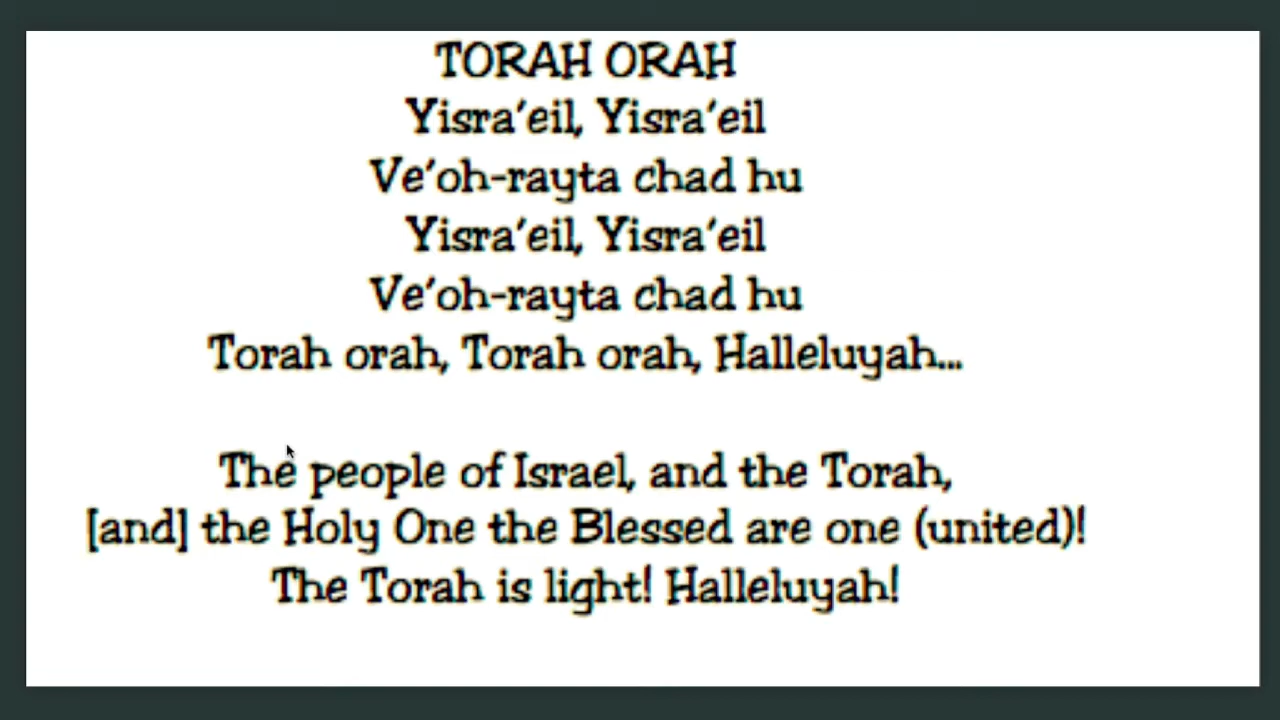 TORAH ORAH
Yisra’eil, Yisra’eil
Ve’oh-rayta chad hu
Yisra’eil, Yisra’eil
Ve’oh-rayta chad hu
Torah orah, Torah orah, Halleluyah...
The people of Israel, and the Torah,
[and] the Holy One the Blessed are one (united)!
The Torah is light! Halleluyah!